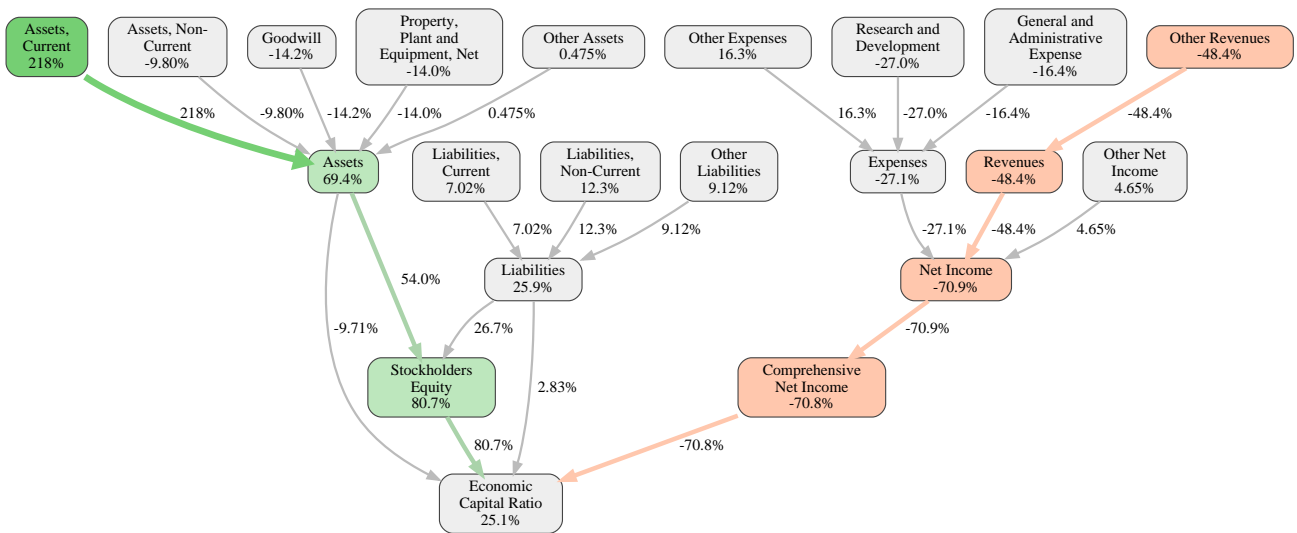 Assets,
Current
218%
Assets, Non-
Current
-9.80%
Goodwill
-14.2%
Property,
Plant and
Equipment, Net
-14.0%
Other Assets
0.475%
Other Expenses
16.3%
Research and
Development
-27.0%
General and
Administrative
Expense
-16.4%
Other Revenues
-48.4%
218%
-9.80%
-14.2%
-14.0%
0.475%
16.3%
-27.0%
-16.4%
-48.4%
Assets
69.4%
Liabilities,
Current
7.02%
Liabilities,
Non-Current
12.3%
Other
Liabilities
9.12%
Expenses
-27.1%
Revenues
-48.4%
Other Net
Income
4.65%
7.02%
12.3%
9.12%
-27.1%
-48.4%
4.65%
54.0%
Liabilities
25.9%
Net Income
-70.9%
-9.71%
26.7%
-70.9%
Stockholders
Equity
80.7%
2.83%
Comprehensive
Net Income
-70.8%
80.7%
-70.8%
Economic
Capital Ratio
25.1%